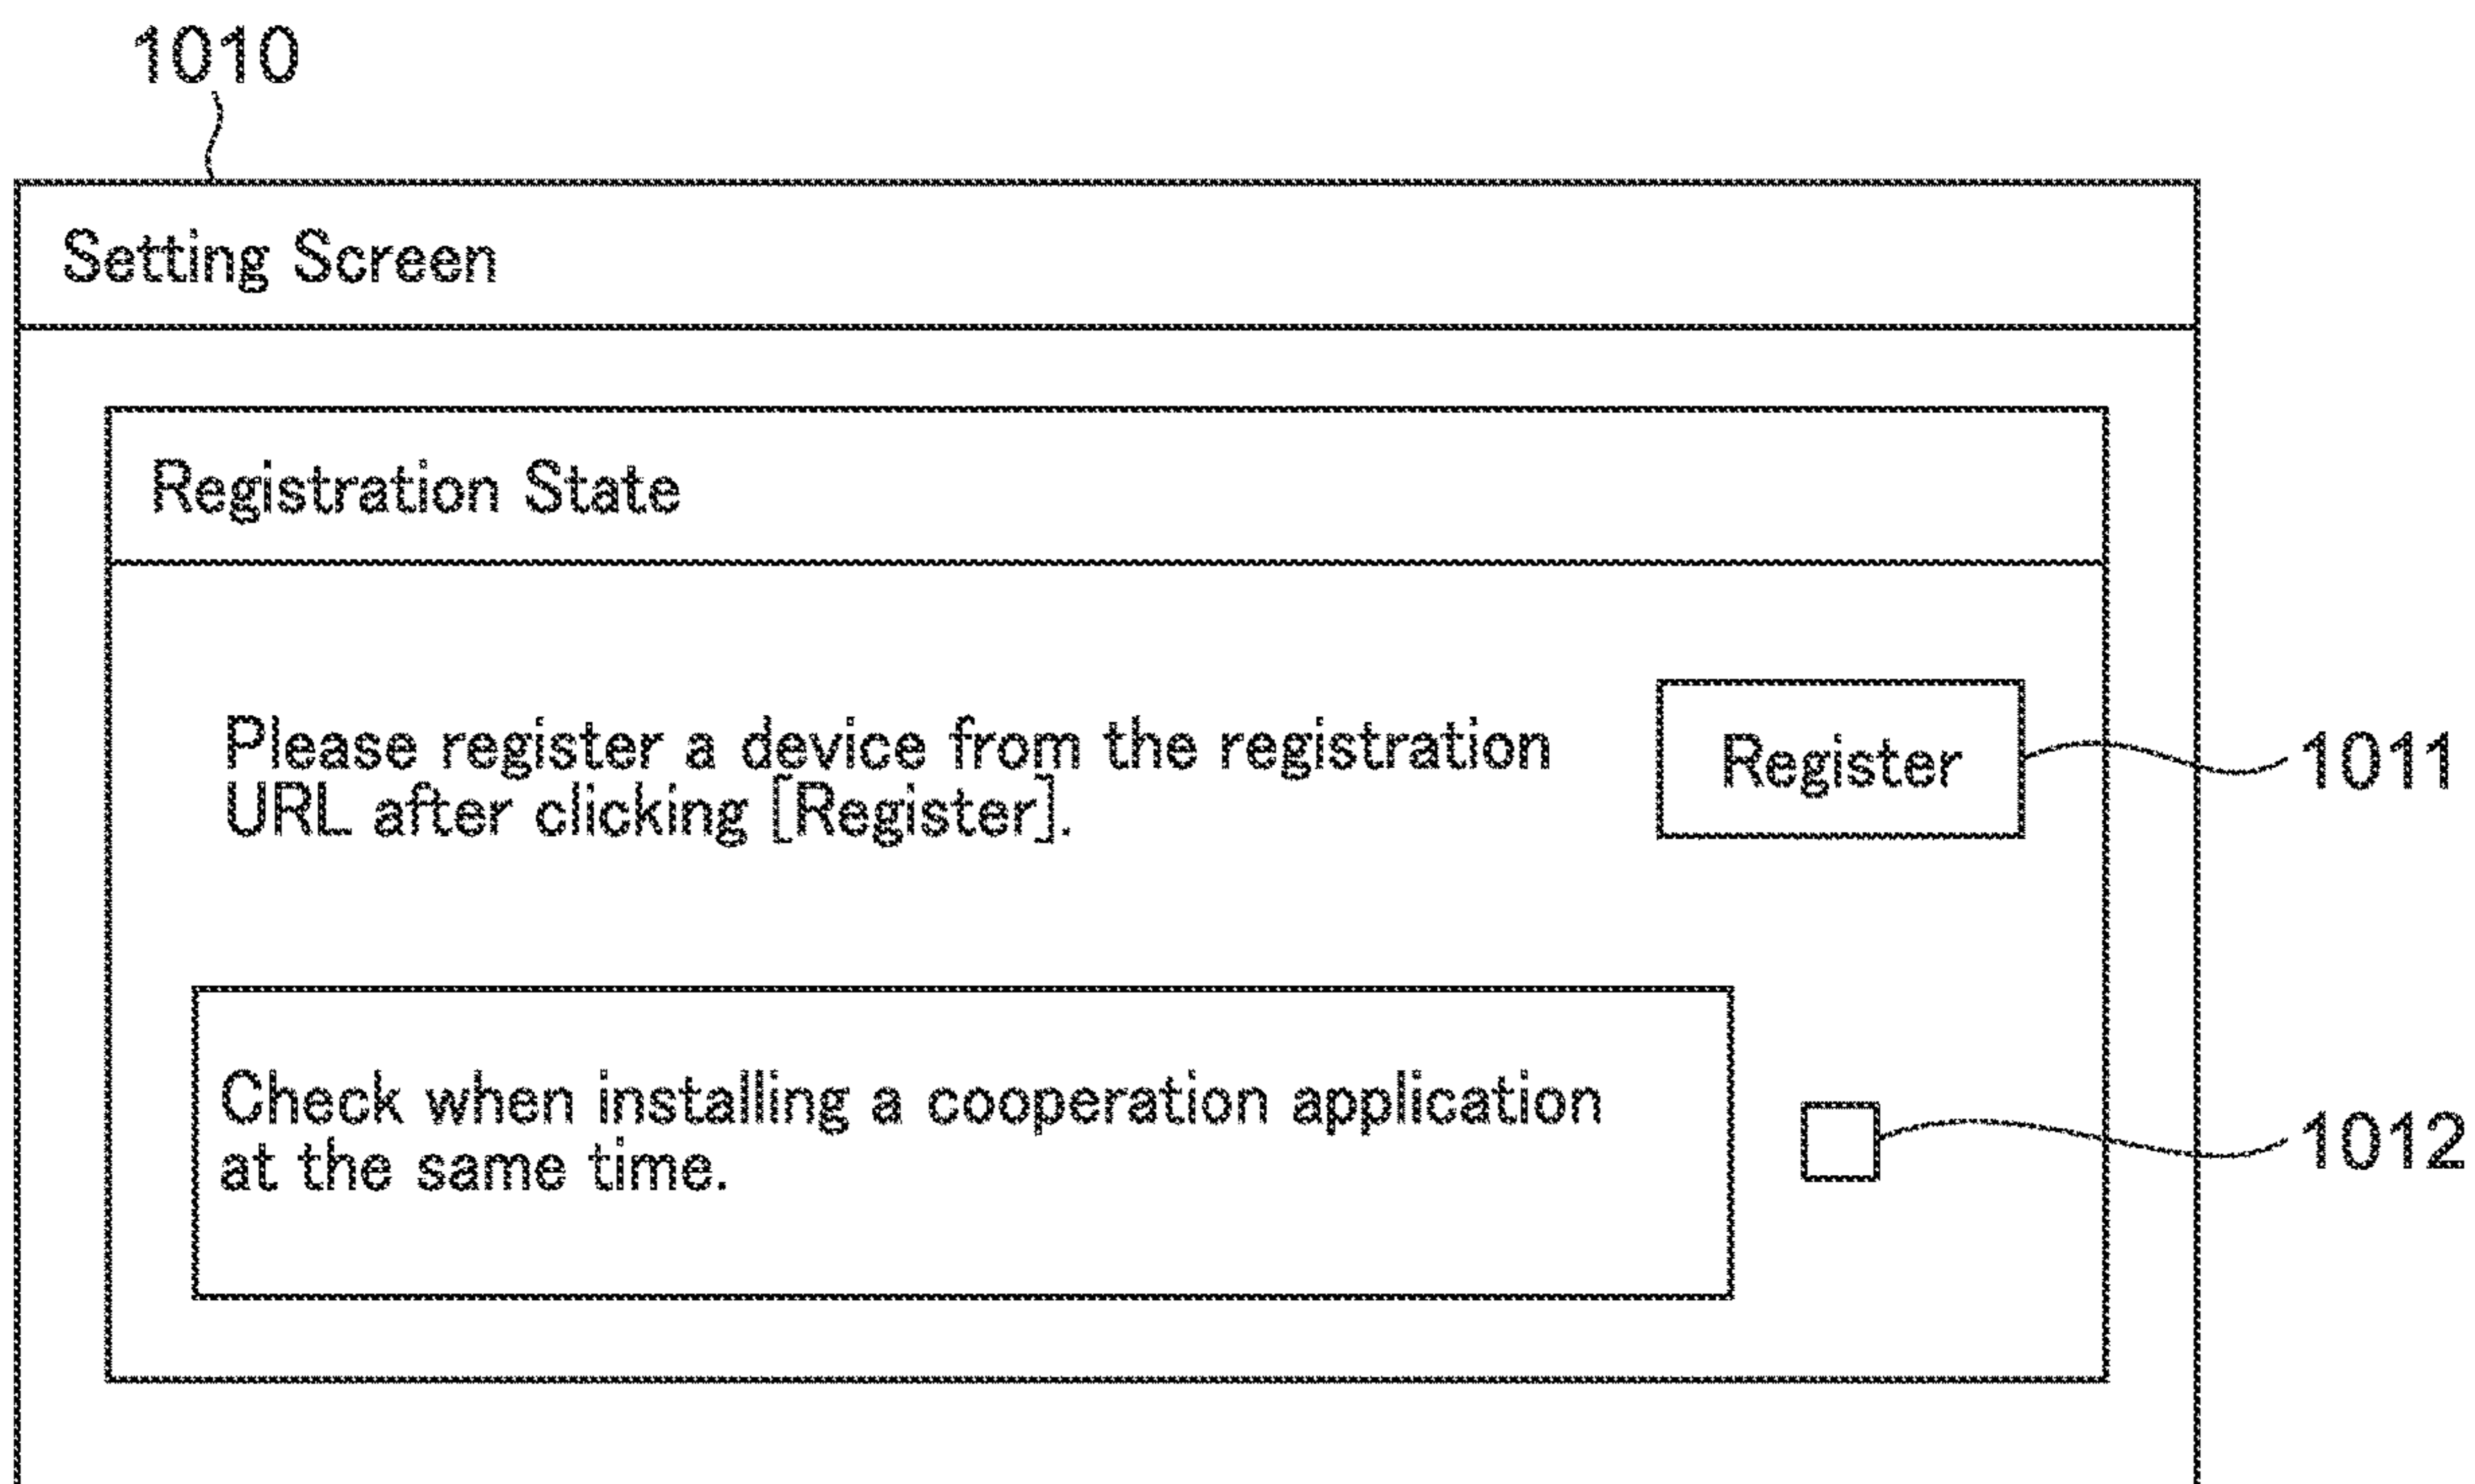 1010
Setting Screen
Registration State
Please register a device from the registration
URL after clicking [Register].
Register
1011
Check when installing a cooperation application
at the same time.
1012